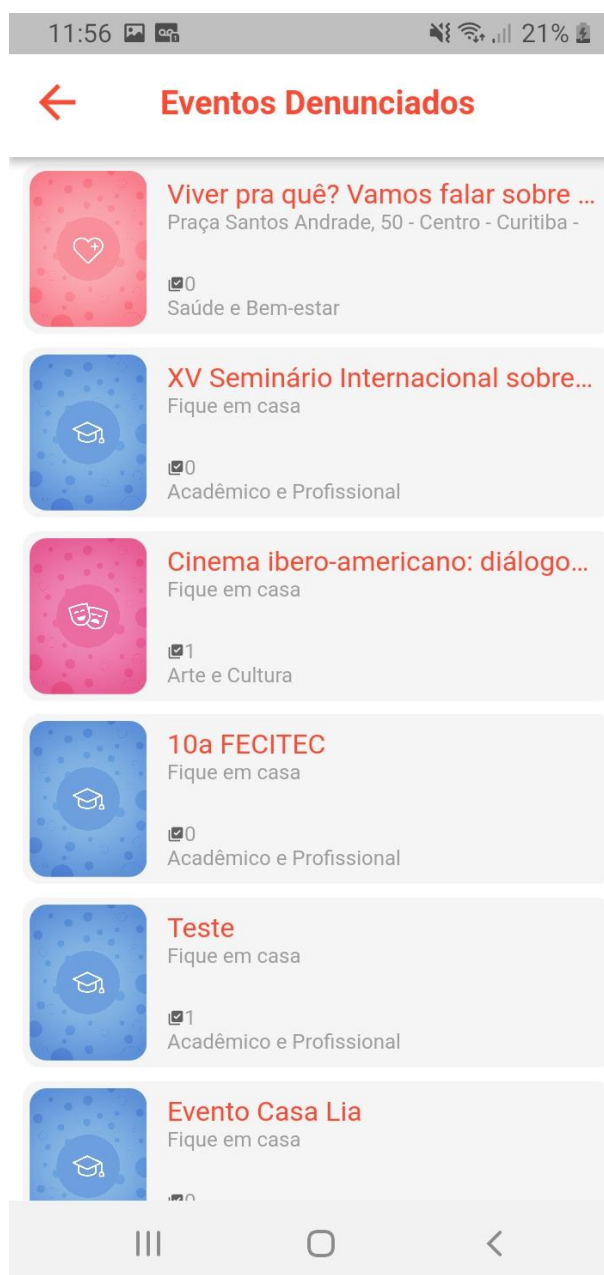 11:56 21%
Eventos Denunciados
Viver pra quê? Vamos falar sobre ...
Praça Santos Andrade, 50 - Centro - Curitiba -
0
Saúde e Bem-estar
XV Seminário Internacional sobre...
Fique em casa
0
Acadêmico e Profissional
Cinema ibero-americano: diálogo...
Fique em casa
1
Arte e Cultura
10a FECITEC
Fique em casa
0
Acadêmico e Profissional
Teste
Fique em casa
1
Acadêmico e Profissional
Evento Casa Lia
Fique em casa